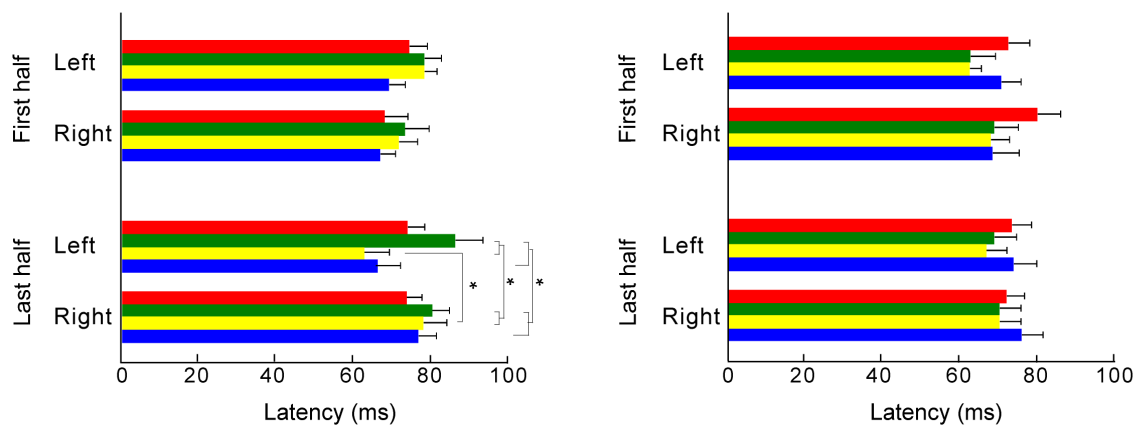 First half
Left
Right
Last half
Left
Right
*
*
*
0 20 40 60 80 100
Latency (ms)
First half
Left
Right
Last half
Left
Right
0 20 40 60 80 100
Latency (ms)